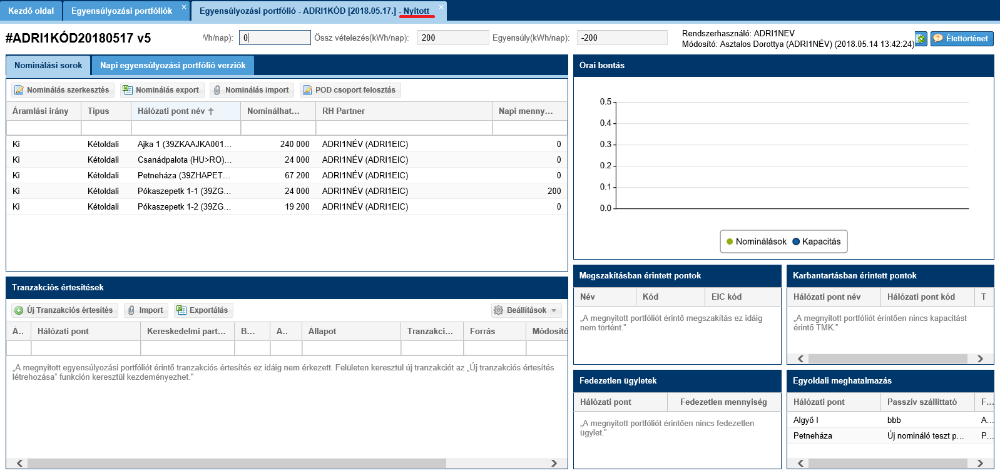 Kezdő oldal
Egyensúlyozási portfóliók
Egyensúlyozási portfólió - ADRI1KÓD [2018.05.17.] - Nyitott
#ADRI1KÓD20180517 v5
Wh/nap): 0
Össz vételezés(kWh/nap): 200
Egyensúly(kWh/nap): -200
Rendszerhasználó: ADRI1NEV
Módosító: Asztalos Dorottya (ADRI1NÉV) (2018.05.14 13:42:24)
Élettörténet
Nominálási sorok
Napi egyensúlyozási portfólió verziók
Nominálás szerkesztés
Nominálás export
Nominálás import
POD csoport felosztás
Áramlási irány Típus Hálózati pont név Nominálhat... RH Partner Napi menny...
Ki Kétoldali Ajka 1 (39ZKAAJKA001... 240 000 ADRI1NÉV (ADRI1EIC) 0
Ki Kétoldali Csanádpalota (HU>RO)... 24 000 ADRI1NÉV (ADRI1EIC) 0
Ki Kétoldali Petneháza (39ZHAPET... 67 200 ADRI1NÉV (ADRI1EIC) 0
Ki Kétoldali Pókaszepetk 1-1 (39ZG... 24 000 ADRI1NÉV (ADRI1EIC) 200
Ki Kétoldali Pókaszepetk 1-2 (39ZG... 19 200 ADRI1NÉV (ADRI1EIC) 0
Órai bontás
0.5
0.4
0.3
0.2
0.1
0.0
Nominálások Kapacitás
Tranzakciós értesítések
Új Tranzakciós értesítés
Import
Exportálás
Beállítások
Á.. Hálózati pont Kereskedelmi part... B... A.. Állapot Tranzakci... Forrás Módosító
„A megnyitott egyensúlyozási portfóliót érintő tranzakciós értesítés ez idáig nem érkezett. Felületen keresztül új tranzakciót az „Új tranzakciós értesítés
létrehozása” funkción keresztül kezdeményezhet."
Megszakításban érintett pontok
Név Kód EIC kód
„A megnyitott portfóliót érintő megszakítás ez idáig
nem történt.”
Karbantartásban érintett pontok
Hálózati pont név Hálózati pont kód T
„A megnyitott portfóliót érintően nincs kapacitást
érintő TMK.”
Fedezetlen ügyletek
Hálózati pont Fedezetlen mennyiség
„A megnyitott portfóliót érintően nincs fedezetlen
ügylet.”
Egyoldali meghatalmazás
Hálózati pont Passzív szállíttató F...
Algyő I bbb A...
Petneháza Új nomináló teszt p... P...